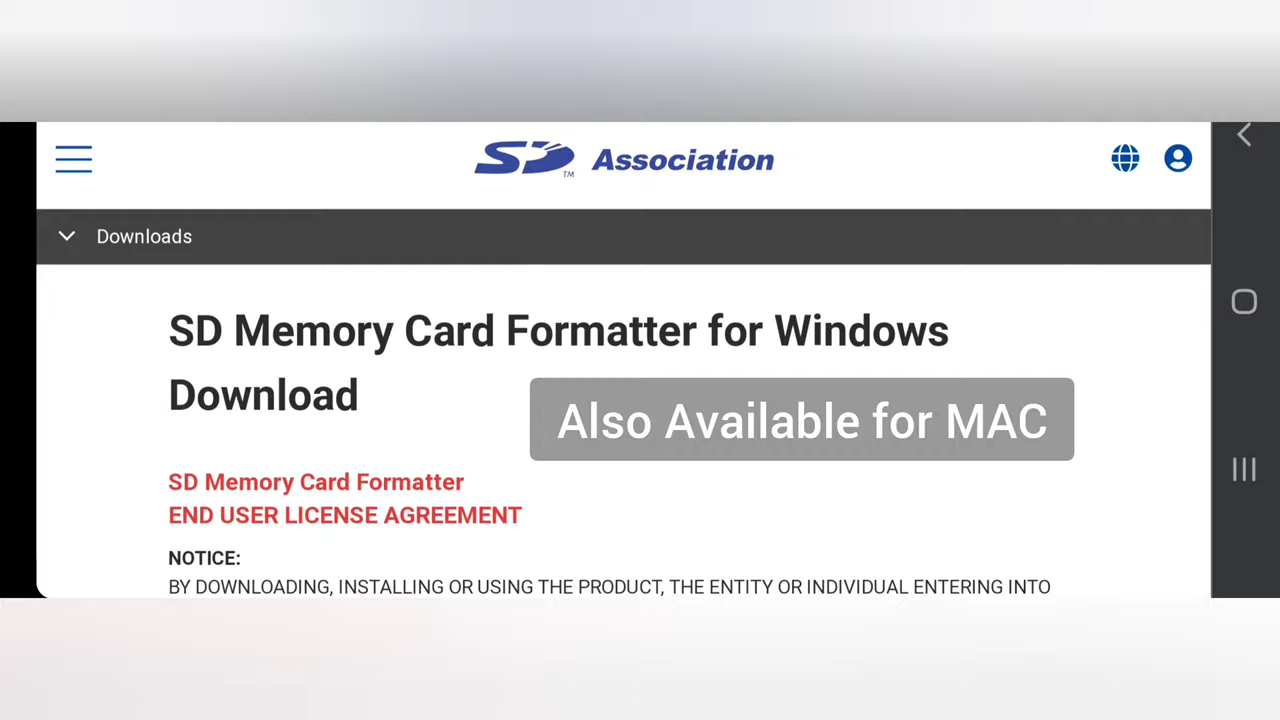 SD™ Association
Downloads
SD Memory Card Formatter for Windows
Download
Also Available for MAC
SD Memory Card Formatter
END USER LICENSE AGREEMENT
NOTICE:
BY DOWNLOADING, INSTALLING OR USING THE PRODUCT, THE ENTITY OR INDIVIDUAL ENTERING INTO